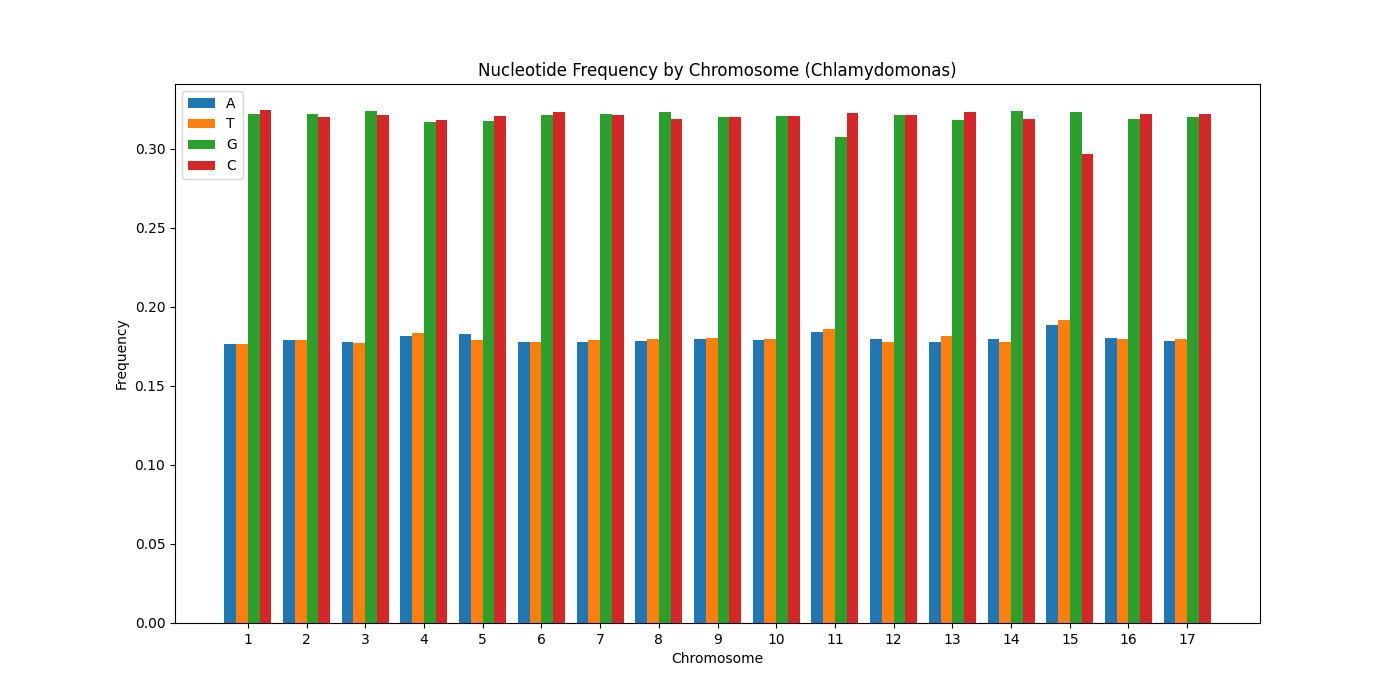 Nucleotide Frequency by Chromosome (Chlamydomonas)
A
T
G
C
0.30
0.25
0.20
0.15
0.10
0.05
0.00
Frequency
1 2 3 4 5 6 7 8 9 10 11 12 13 14 15 16 17
Chromosome